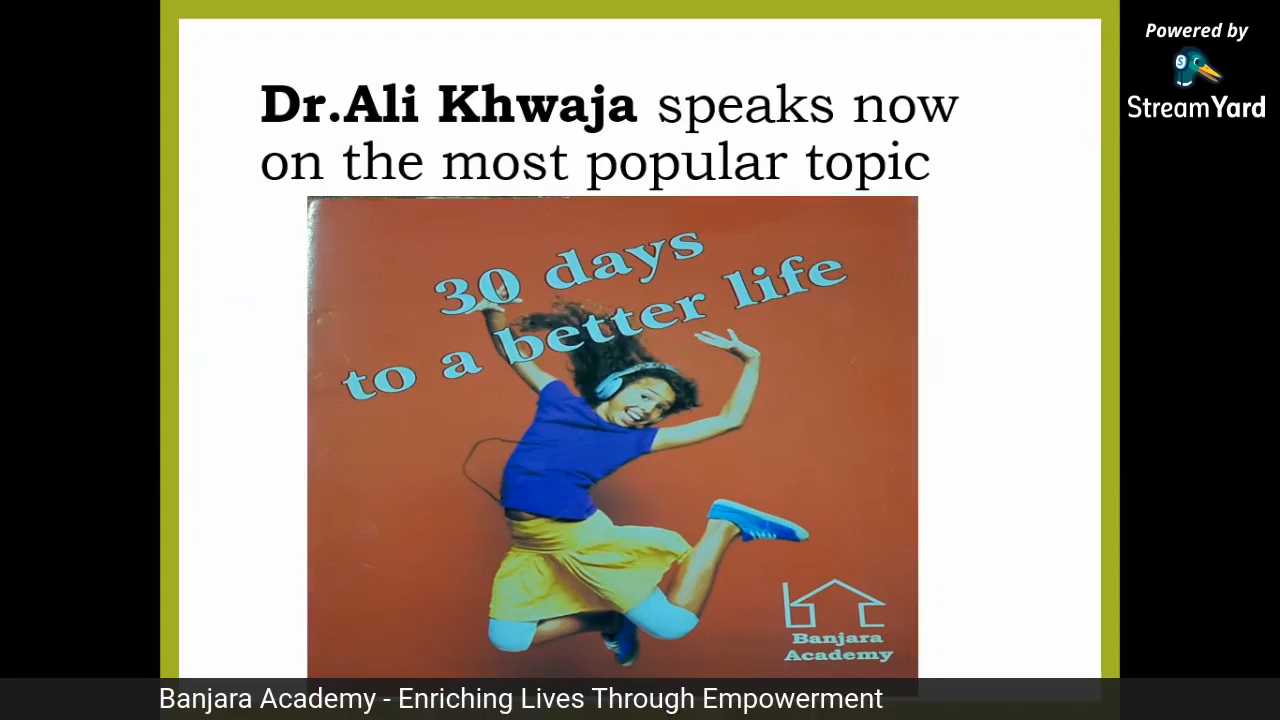 Dr.Ali Khwaja speaks now
on the most popular topic
30 days
to a better life
Banjara
Academy
Banjara Academy - Enriching Lives Through Empowerment
Powered by
StreamYard